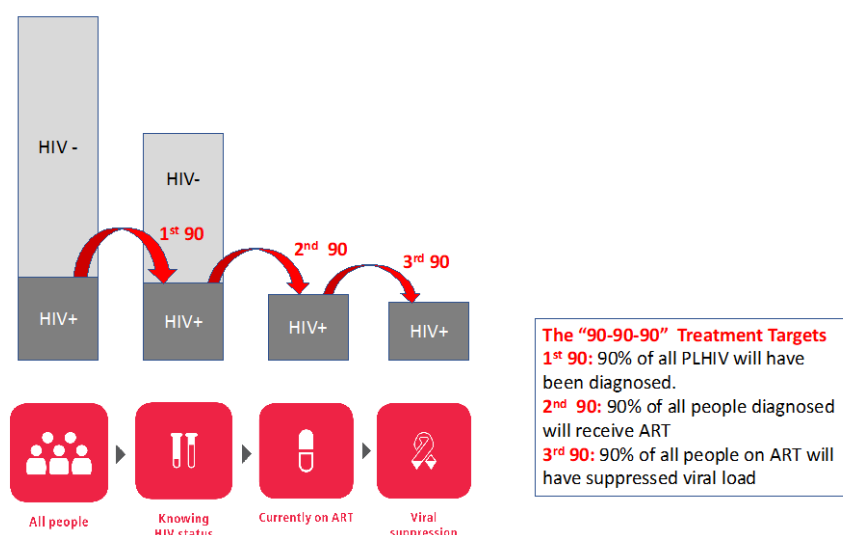 HIV -
HIV-
1st 90
2nd 90
3rd 90
HIV+
HIV+
HIV+
HIV+
The “90-90-90” Treatment Targets
1st 90: 90% of all PLHIV will have
been diagnosed.
2nd 90: 90% of all people diagnosed
will receive ART
3rd 90: 90% of all people on ART will
have suppressed viral load
All people
Knowing
HIV status
Currently on ART
Viral
suppression